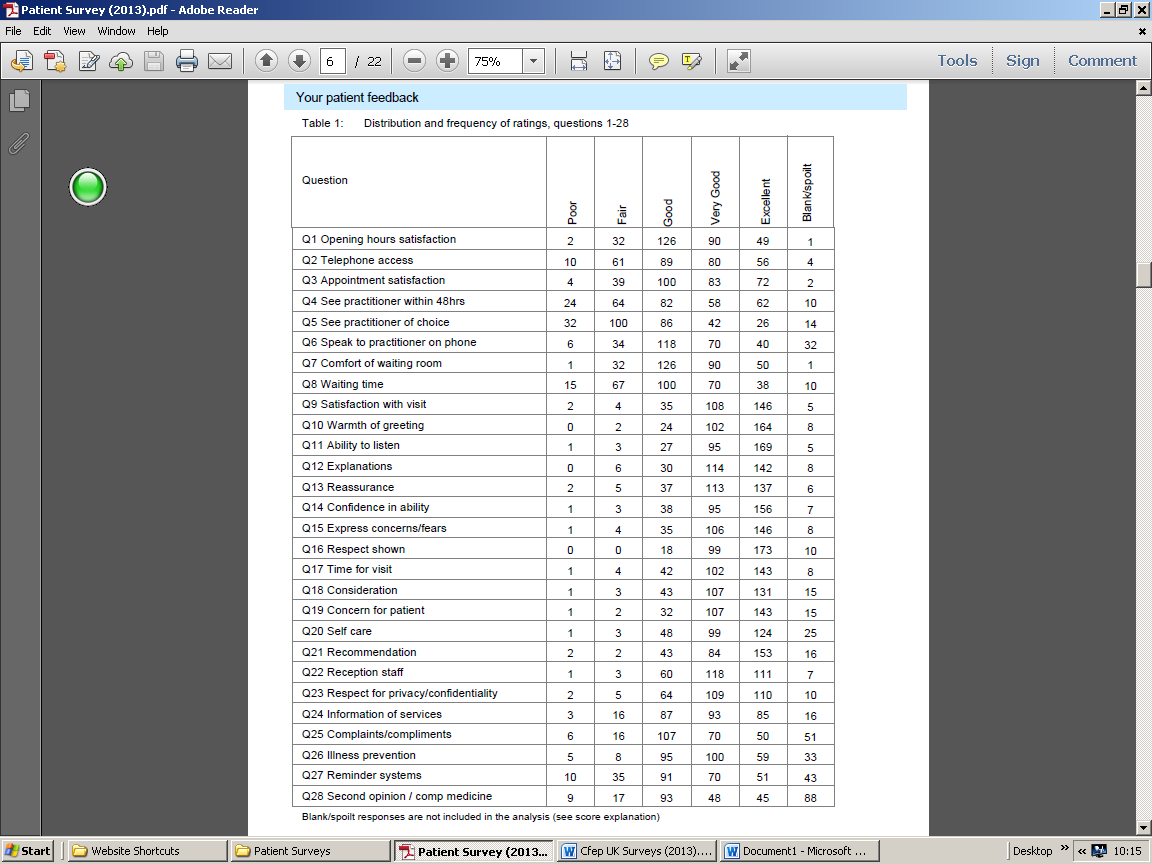 Patient Survey (2013).pdf - Adobe Reader
File Edit View Window Help
6 / 22 75% Tools Sign Comment
Your patient feedback
Table 1: Distribution and frequency of ratings, questions 1-28
Question Poor Fair Good Very Good Excellent Blank/spoilt
Q1 Opening hours satisfaction 2 32 126 90 49 1
Q2 Telephone access 10 61 89 80 56 4
Q3 Appointment satisfaction 4 39 100 83 72 2
Q4 See practitioner within 48hrs 24 64 82 58 62 10
Q5 See practitioner of choice 32 100 86 42 26 14
Q6 Speak to practitioner on phone 6 34 118 70 40 32
Q7 Comfort of waiting room 1 32 126 90 50 1
Q8 Waiting time 15 67 100 70 38 10
Q9 Satisfaction with visit 2 4 35 108 146 5
Q10 Warmth of greeting 0 2 24 102 164 8
Q11 Ability to listen 1 3 27 95 169 5
Q12 Explanations 0 6 30 114 142 8
Q13 Reassurance 2 5 37 113 137 6
Q14 Confidence in ability 1 3 38 95 156 7
Q15 Express concerns/fears 1 4 35 106 146 8
Q16 Respect shown 0 0 18 99 173 10
Q17 Time for visit 1 4 42 102 143 8
Q18 Consideration 1 3 43 107 131 15
Q19 Concern for patient 1 2 32 107 143 15
Q20 Self care 1 3 48 99 124 25
Q21 Recommendation 2 2 43 84 153 16
Q22 Reception staff 1 3 60 118 111 7
Q23 Respect for privacy/confidentiality 2 5 64 109 110 10
Q24 Information of services 3 16 87 93 85 16
Q25 Complaints/compliments 6 16 107 70 50 51
Q26 Illness prevention 5 8 95 100 59 33
Q27 Reminder systems 10 35 91 70 51 43
Q28 Second opinion / comp medicine 9 17 93 48 45 88
Blank/spoilt responses are not included in the analysis (see score explanation)
Start Website Shortcuts Patient Surveys Patient Survey (2013... Cfep UK Surveys (2013).... Document1 - Microsoft ... Desktop » « 10:15